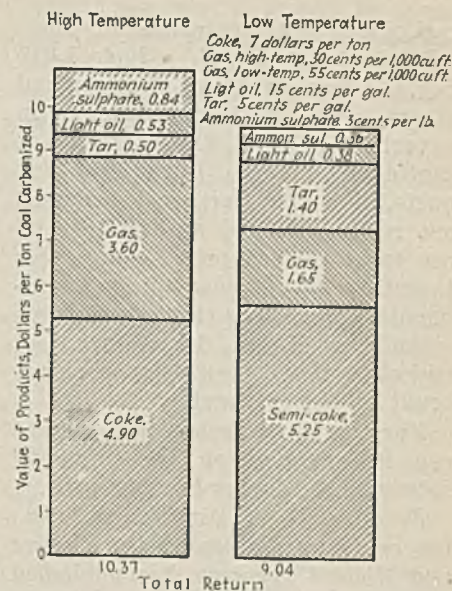 High Temperature
Low Temperature
Coke, 7 dollars per ton
Gas, high-temp, 30 cents per 1,000 cu. ft.
Gas, low-temp, 55 cents per 1,000 cu. ft.
Ligt oil, 15 cents per gal.
Tar, 5 cents per gal.
Ammonium sulphate 3 cents per lb.
Value of Products, Dollars per Ton Coal Carbonized
10
9
8
7
6
5
4
3
2
1
0
Ammonium
sulphate, 0.84
Light oil, 0.53
Tar, 0.50
Gas,
3.60
Coke,
4.90
Ammon. sul. 0.36
Light oil, 0.38
Tar,
1.40
Gas,
1.65
Semi-coke,
5.25
10.37
9.04
Total Return